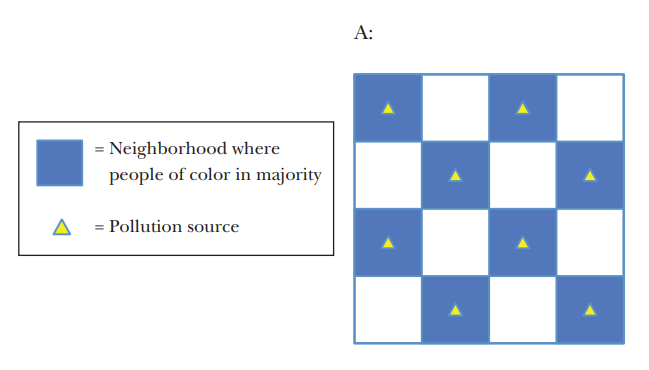 A:
= Neighborhood where
people of color in majority
= Pollution source